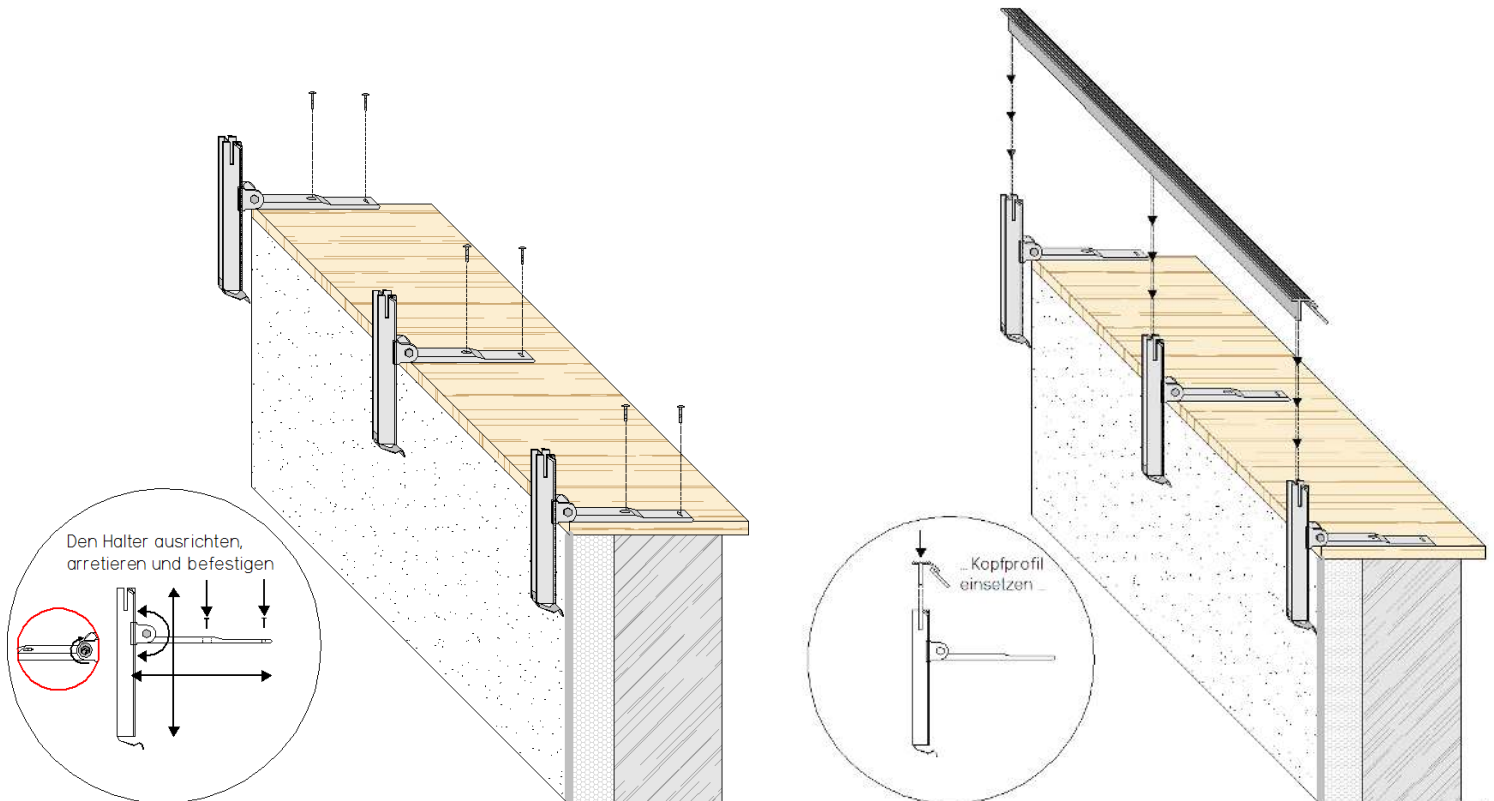 Den Halter ausrichten,
arretieren und befestigen
... Kopfprofil
einsetzen ...